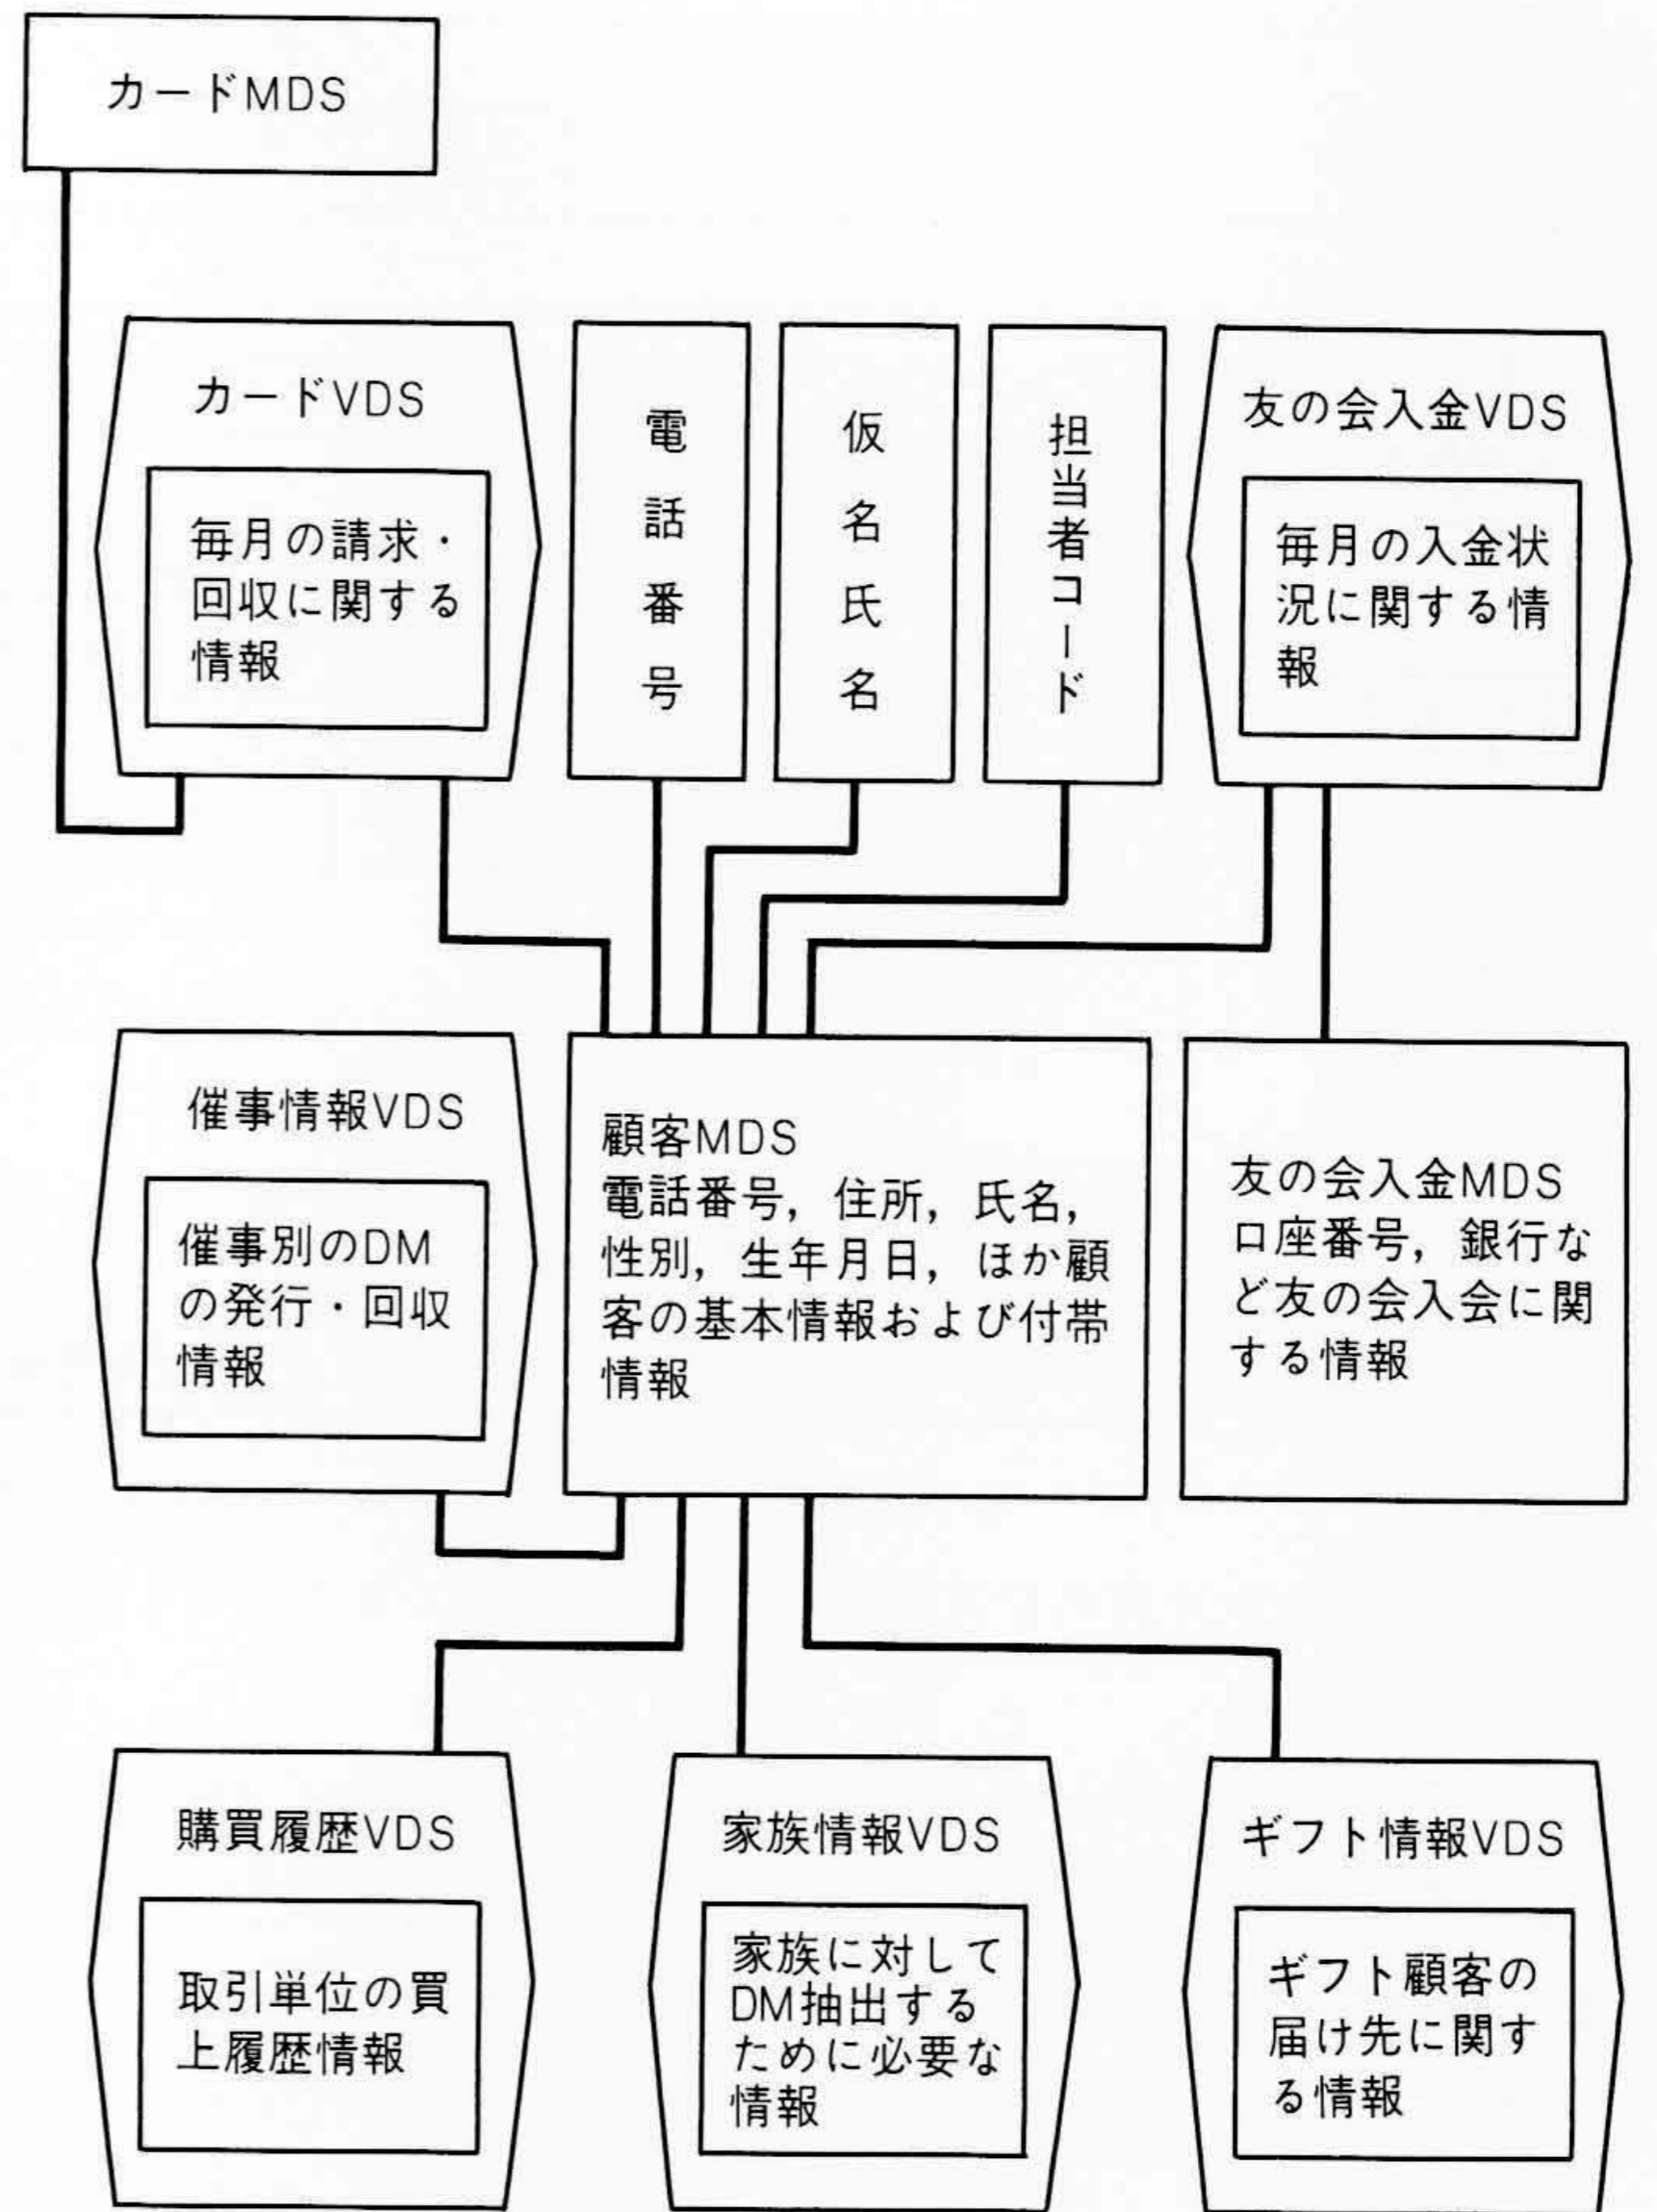 カードMDS
カードVDS
毎月の請求・
回収に関する
情報
電話番号
仮名氏名
担当者コード
友の会入金VDS
毎月の入金状
況に関する情
報
催事情報VDS
催事別のDM
の発行・回収
情報
顧客MDS
電話番号，住所，氏名，
性別，生年月日，ほか顧
客の基本情報および付帯
情報
友の会入金MDS
口座番号，銀行な
ど友の会入会に関
する情報
購買履歴VDS
取引単位の買
上履歴情報
家族情報VDS
家族に対して
DM抽出する
ために必要な
情報
ギフト情報VDS
ギフト顧客の
届け先に関す
る情報